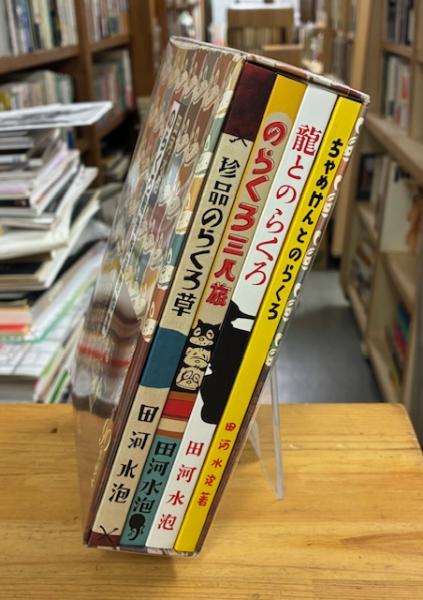 珍品のらくろ草
田河水泡
のらくろ三人旅
田河水泡
龍とのらくろ
田河水泡
ちゃめけんとのらくろ
田河水泡著